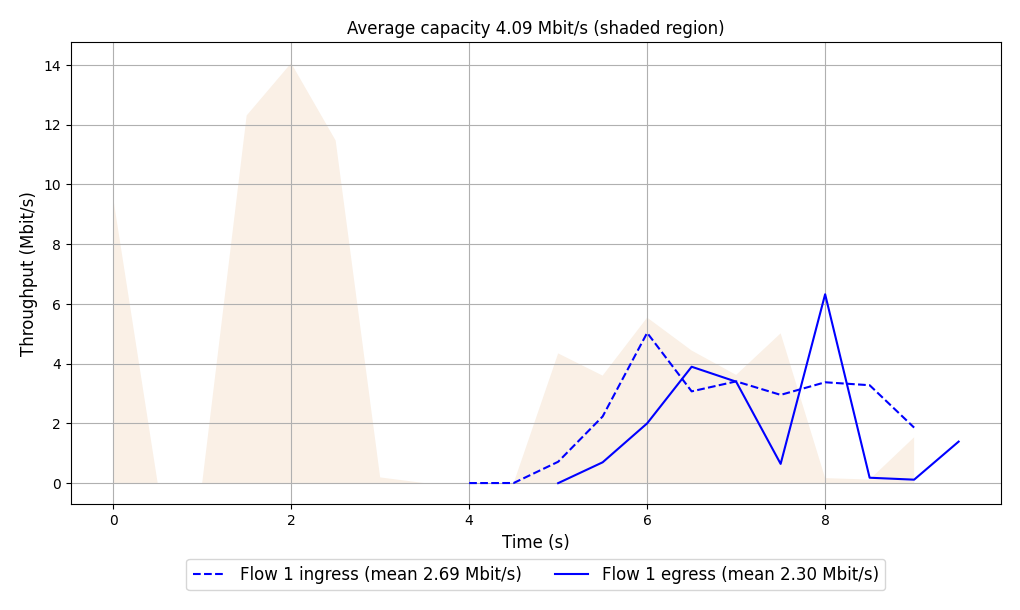 Average capacity 4.09 Mbit/s (shaded region)
Throughput (Mbit/s)
14
12
10
8
6
4
2
0
0 2 4 6 8
Time (s)
Flow 1 ingress (mean 2.69 Mbit/s) Flow 1 egress (mean 2.30 Mbit/s)